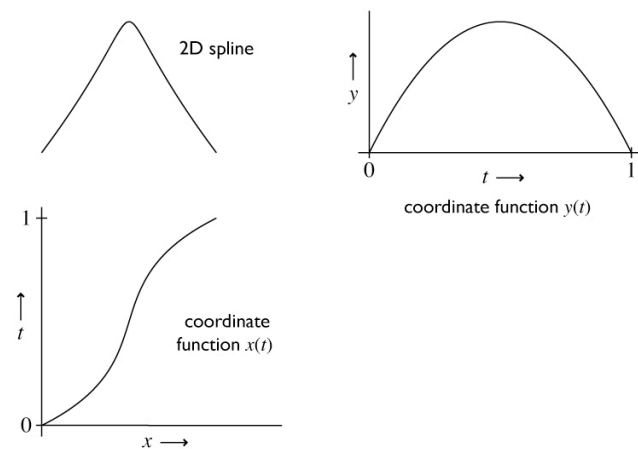 2D spline
y
0
t
1
coordinate function y(t)
1
t
coordinate
function x(t)
0
x